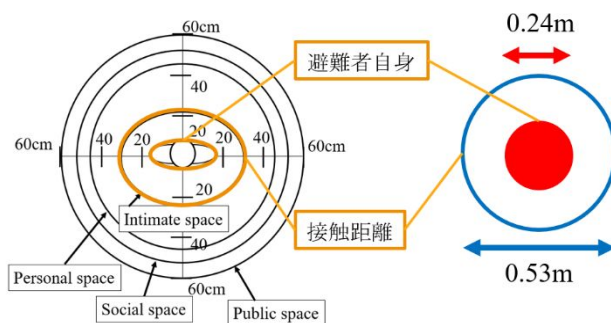 60cm
40
20
20
60cm
40
20
20
40
60cm
20
Intimate space
40
Personal space
60cm
Social space
Public space
避難者自身
接触距離
0.24m
0.53m